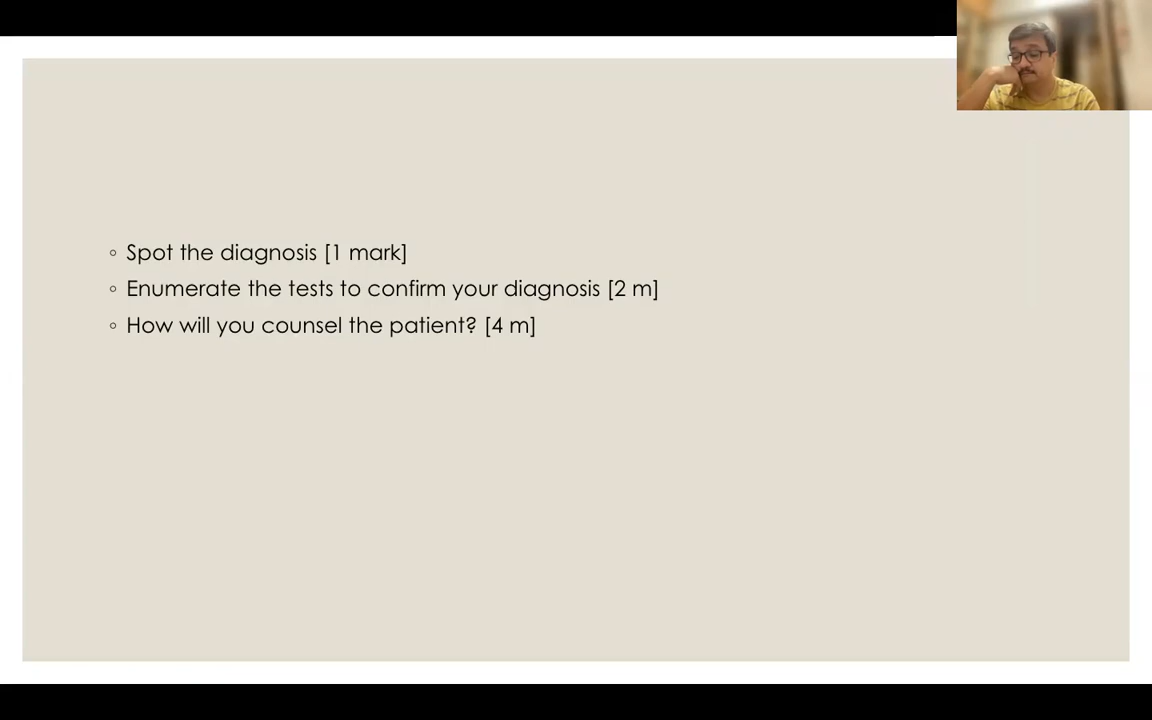 Spot the diagnosis [1 mark]
Enumerate the tests to confirm your diagnosis [2 m]
How will you counsel the patient? [4 m]